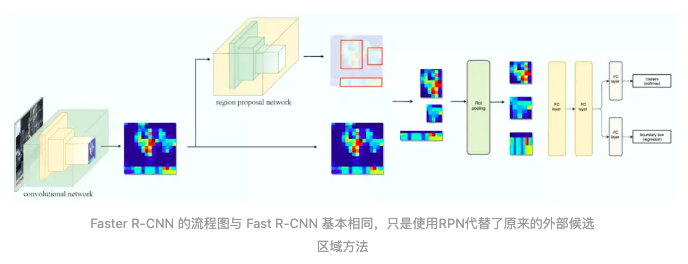 region proposal network
convolutional network
RoI
pooling
FC
layer
FC
layer
FC
layer
FC
layer
classes
(softmax)
boundary box
(regressor)
Faster R-CNN 的流程图与 Fast R-CNN 基本相同，只是使用RPN代替了原来的外部候选
区域方法